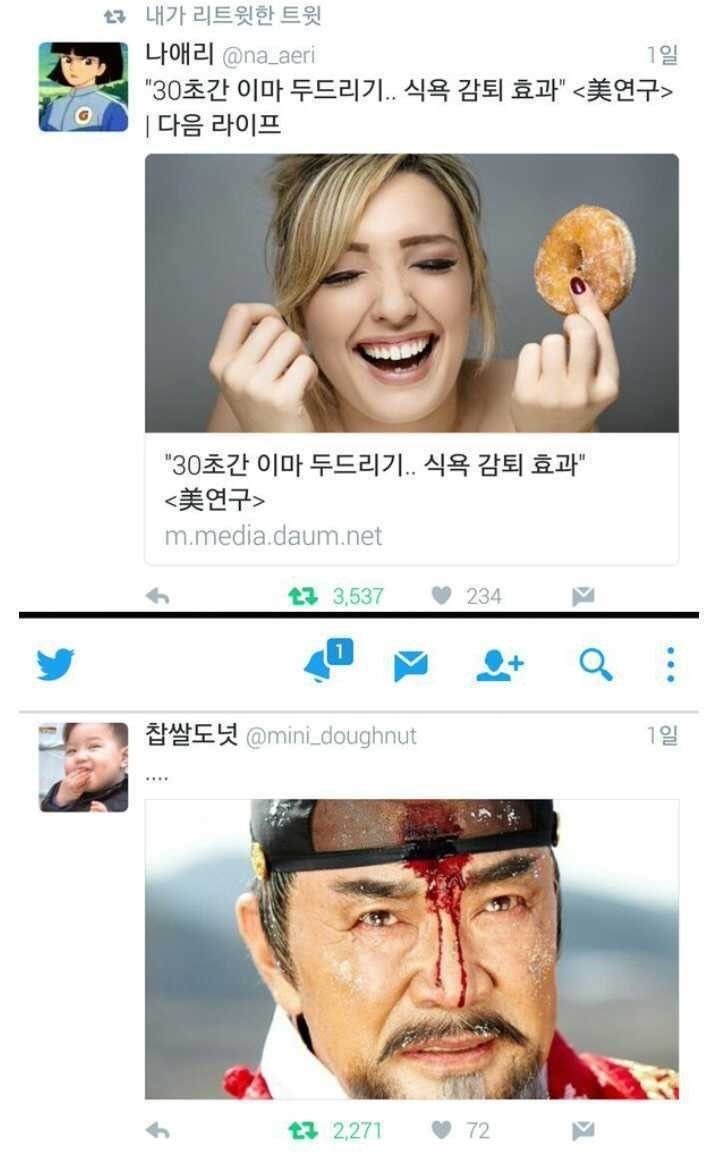 내가 리트윗한 트윗
나애리 @na_aeri 1일
"30초간 이마 두드리기.. 식욕 감퇴 효과" <美연구>
| 다음 라이프
"30초간 이마 두드리기.. 식욕 감퇴 효과"
<美연구>
m.media.daum.net
3,537 234
1
찹쌀도넛 @mini_doughnut 1일
....
2,271 72